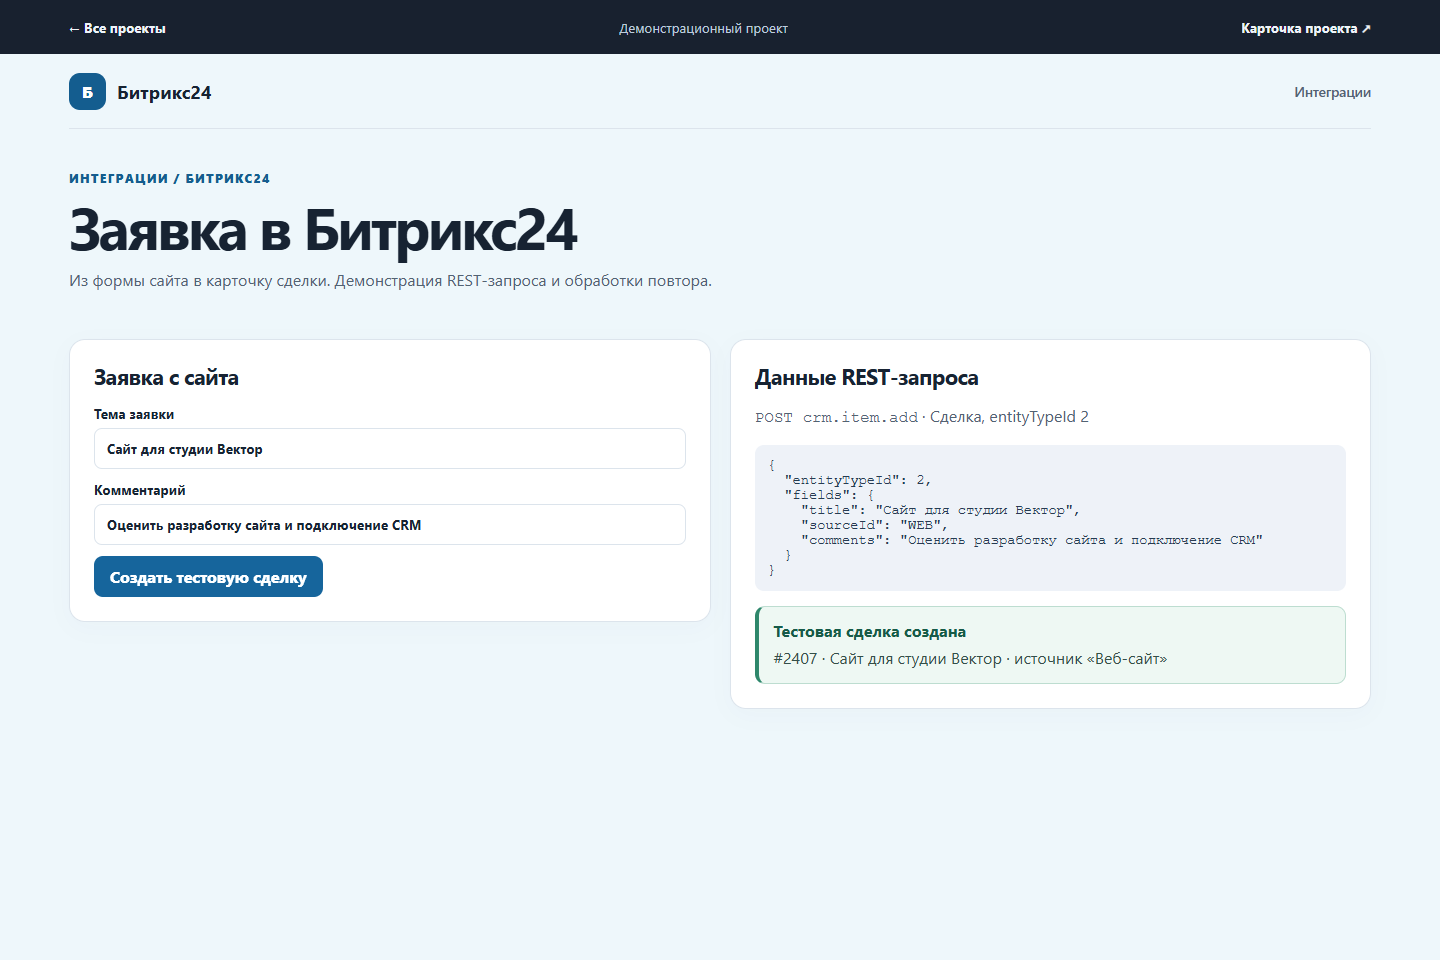 ← Все проекты
Демонстрационный проект
Карточка проекта ↗
Б
Битрикс24
Интеграции
ИНТЕГРАЦИИ / БИТРИКС24
Заявка в Битрикс24
Из формы сайта в карточку сделки. Демонстрация REST-запроса и обработки повтора.
Заявка с сайта
Тема заявки
Сайт для студии Вектор
Комментарий
Оценить разработку сайта и подключение CRM
Создать тестовую сделку
Данные REST-запроса
POST crm.item.add · Сделка, entityTypeId 2
{
  "entityTypeId": 2,
  "fields": {
    "title": "Сайт для студии Вектор",
    "sourceId": "WEB",
    "comments": "Оценить разработку сайта и подключение CRM"
  }
}
Тестовая сделка создана
#2407 · Сайт для студии Вектор · источник «Веб-сайт»